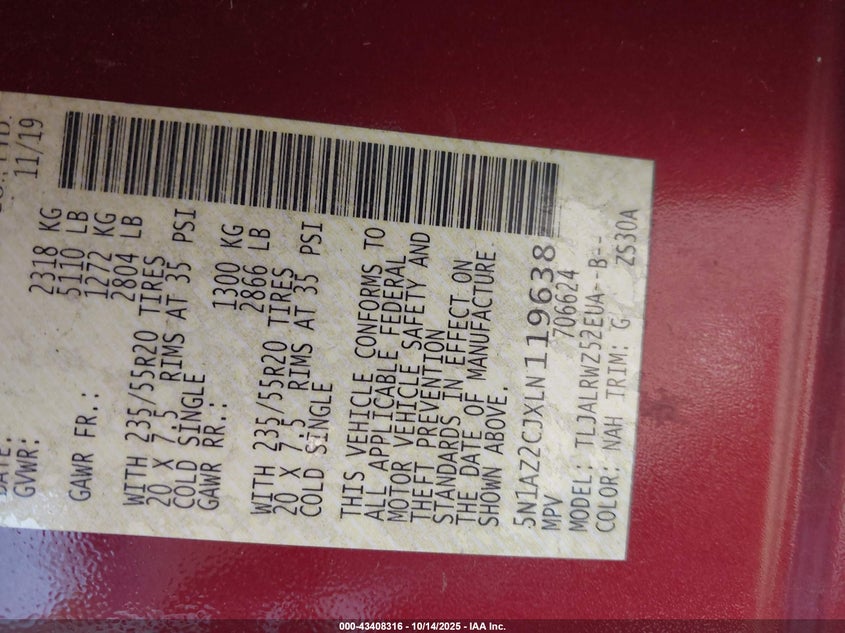 11/19
DATE:
GVWR: 2318 KG
5110 LB
GAWR FR.: 1272 KG
2804 LB
WITH 235/55R20 TIRES
20 X 7.5 RIMS AT 35 PSI
COLD SINGLE
GAWR RR.: 1300 KG
2866 LB
WITH 235/55R20 TIRES
20 X 7.5 RIMS AT 35 PSI
COLD SINGLE
THIS VEHICLE CONFORMS TO
ALL APPLICABLE FEDERAL
MOTOR VEHICLE SAFETY AND
THEFT PREVENTION
STANDARDS IN EFFECT ON
THE DATE OF MANUFACTURE
SHOWN ABOVE.
5N1AZ2CJXLN119638
MPV 706624
MODEL: TLJALRWZ52EUA--B--
COLOR: NAH TRIM: G ZS30A
000-43408316 - 10/14/2025 - IAA Inc.